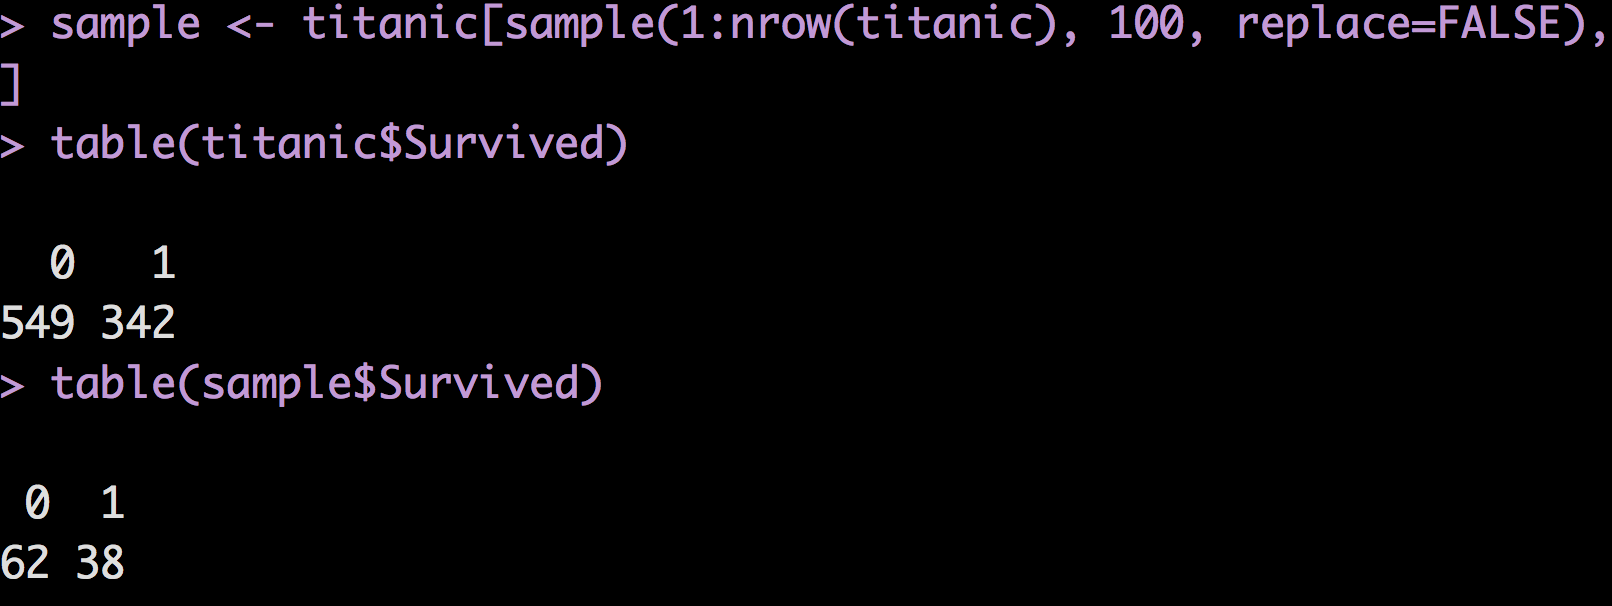 > sample <- titanic[sample(1:nrow(titanic), 100, replace=FALSE),
]
> table(titanic$Survived)
0 1
549 342
> table(sample$Survived)
0 1
62 38